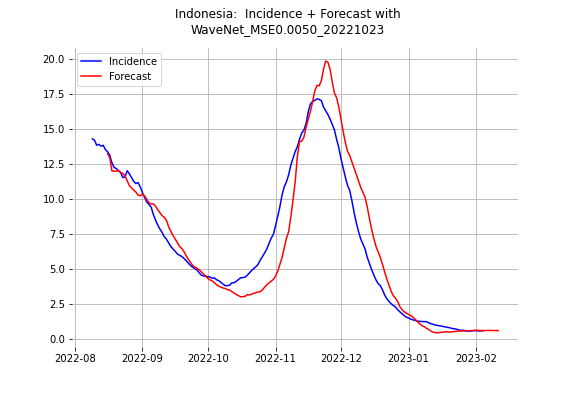 Indonesia:  Incidence + Forecast with
WaveNet_MSE0.0050_20221023
Incidence
Forecast
20.0
17.5
15.0
12.5
10.0
7.5
5.0
2.5
0.0
2022-08 2022-09 2022-10 2022-11 2022-12 2023-01 2023-02